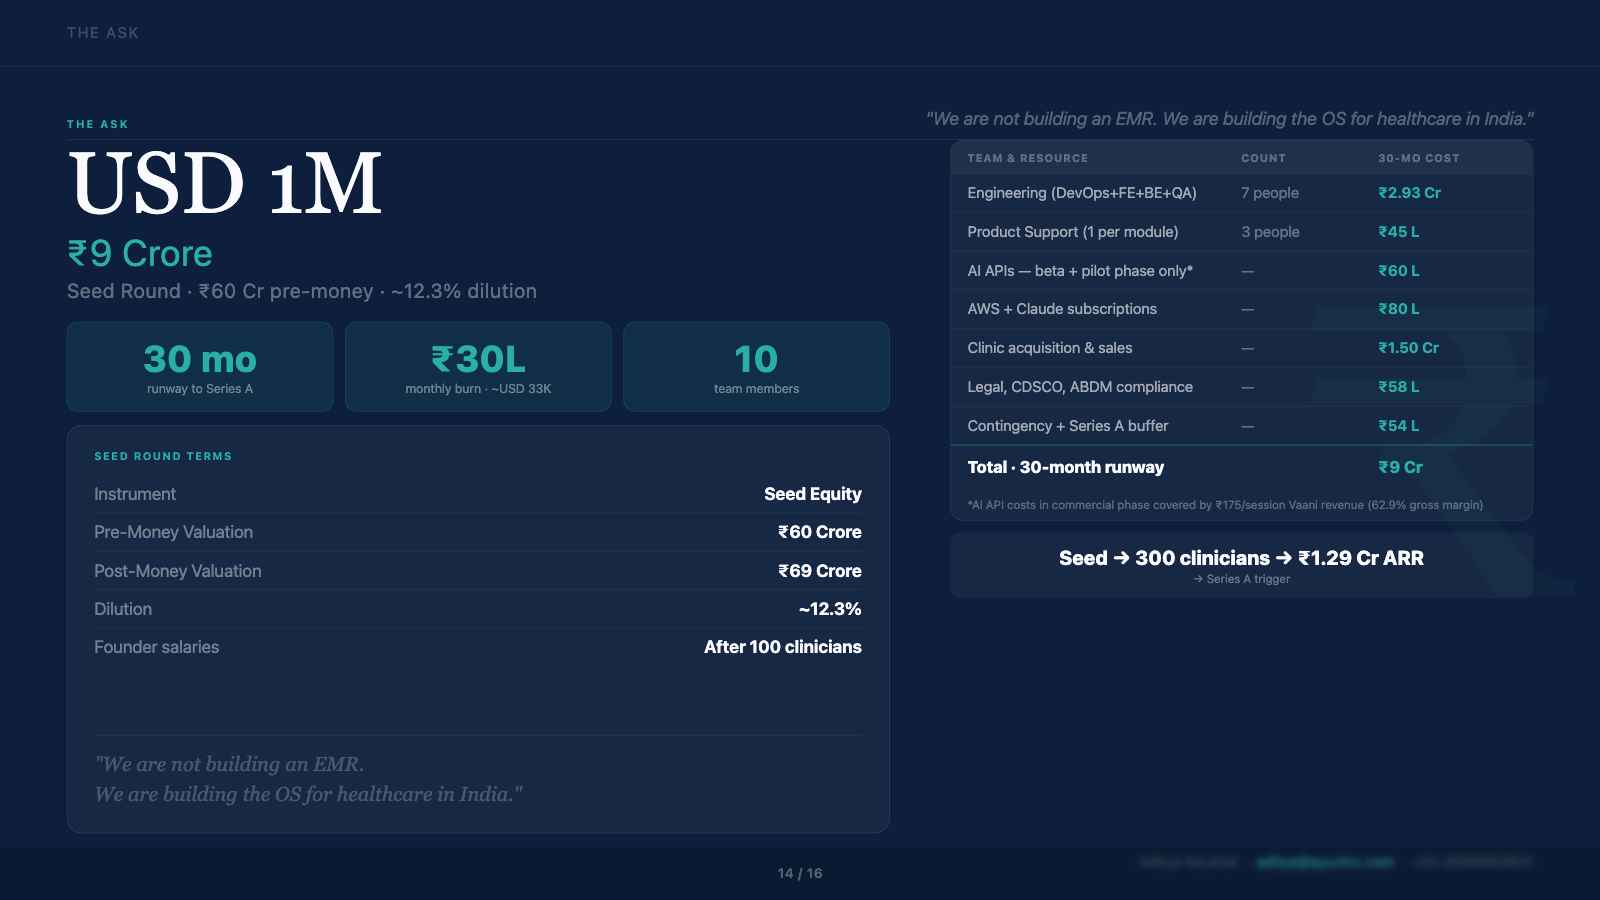 THE ASK
THE ASK
"We are not building an EMR. We are building the OS for healthcare in India."
USD 1M
₹9 Crore
Seed Round · ₹60 Cr pre-money · ~12.3% dilution
30 mo
runway to Series A
₹30L
monthly burn · ~USD 33K
10
team members
SEED ROUND TERMS
Instrument Seed Equity
Pre-Money Valuation ₹60 Crore
Post-Money Valuation ₹69 Crore
Dilution ~12.3%
Founder salaries After 100 clinicians
"We are not building an EMR.
We are building the OS for healthcare in India."
TEAM & RESOURCE COUNT 30-MO COST
Engineering (DevOps+FE+BE+QA) 7 people ₹2.93 Cr
Product Support (1 per module) 3 people ₹45 L
AI APIs — beta + pilot phase only* — ₹60 L
AWS + Claude subscriptions — ₹80 L
Clinic acquisition & sales — ₹1.50 Cr
Legal, CDSCO, ABDM compliance — ₹58 L
Contingency + Series A buffer — ₹54 L
Total · 30-month runway ₹9 Cr
*AI API costs in commercial phase covered by ₹175/session Vaani revenue (62.9% gross margin)
Seed → 300 clinicians → ₹1.29 Cr ARR
→ Series A trigger
14 / 16